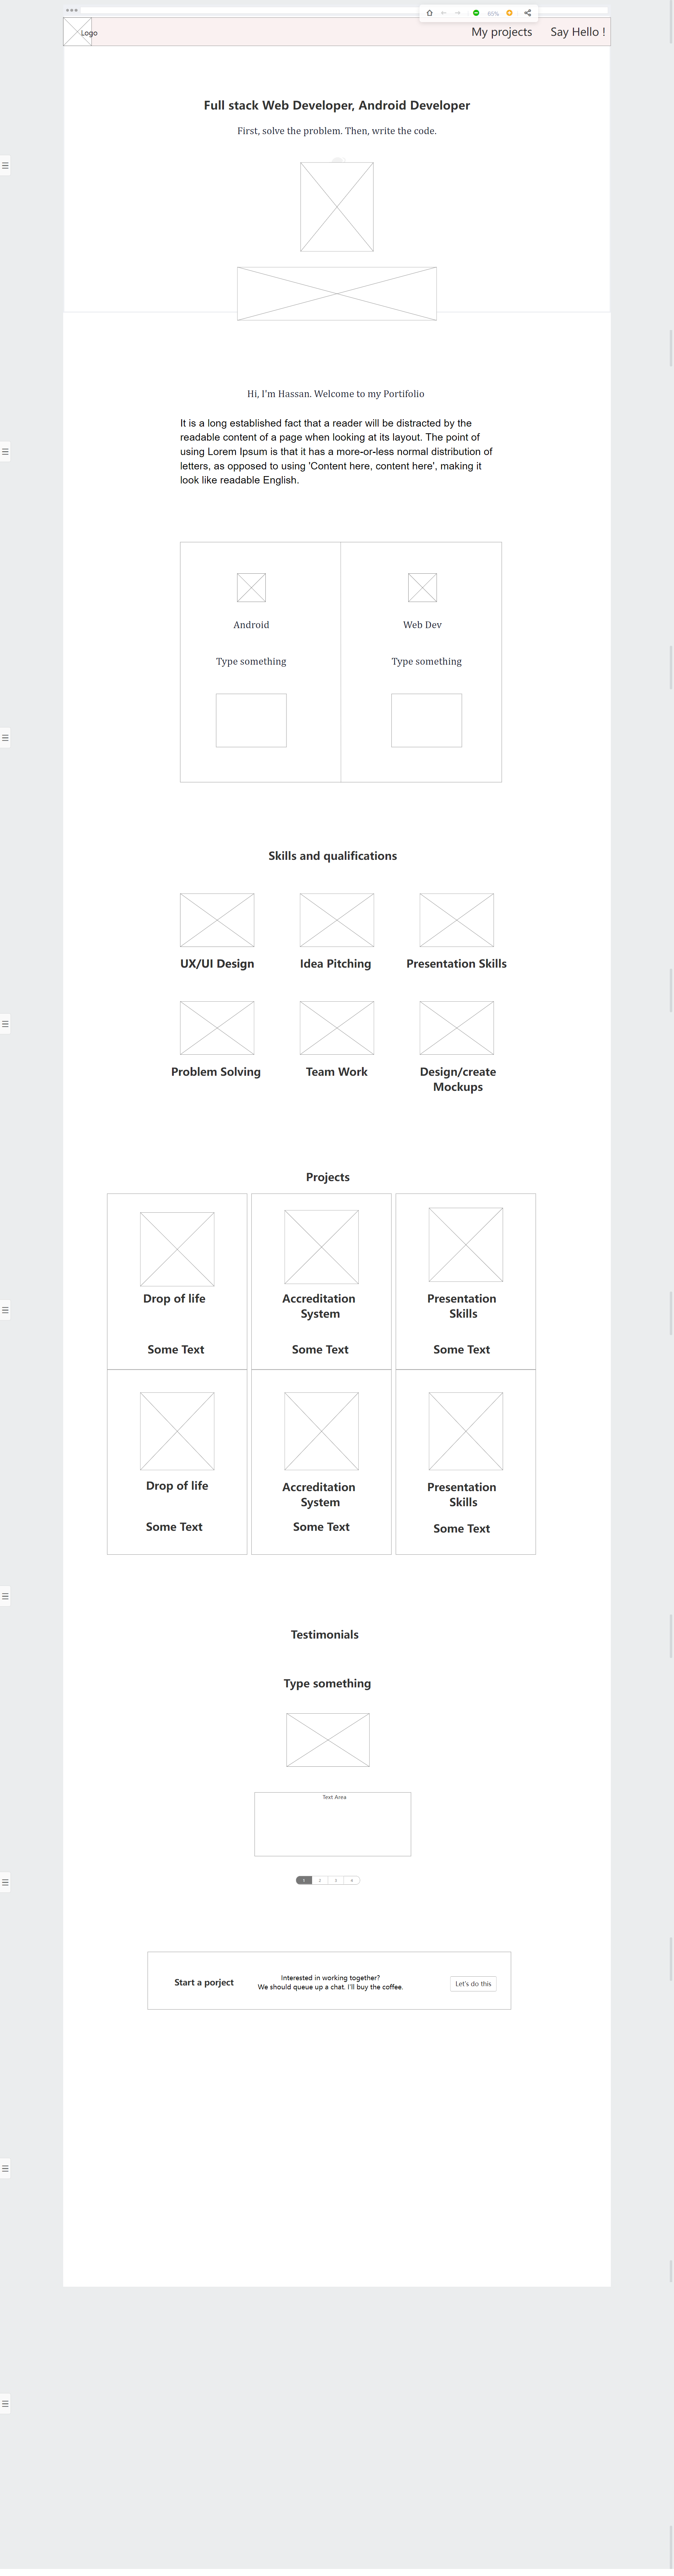 65%
Logo
My projects
Say Hello !
Full stack Web Developer, Android Developer
First, solve the problem. Then, write the code.
Hi, I'm Hassan. Welcome to my Portifolio
It is a long established fact that a reader will be distracted by the
readable content of a page when looking at its layout. The point of
using Lorem Ipsum is that it has a more-or-less normal distribution of
letters, as opposed to using 'Content here, content here', making it
look like readable English.
Android
Web Dev
Type something
Type something
Skills and qualifications
UX/UI Design
Idea Pitching
Presentation Skills
Problem Solving
Team Work
Design/create
Mockups
Projects
Drop of life
Accreditation
System
Presentation
Skills
Some Text
Some Text
Some Text
Drop of life
Accreditation
System
Presentation
Skills
Some Text
Some Text
Some Text
Testimonials
Type something
Text Area
1
2
3
4
Start a porject
Interested in working together?
We should queue up a chat. I'll buy the coffee.
Let's do this